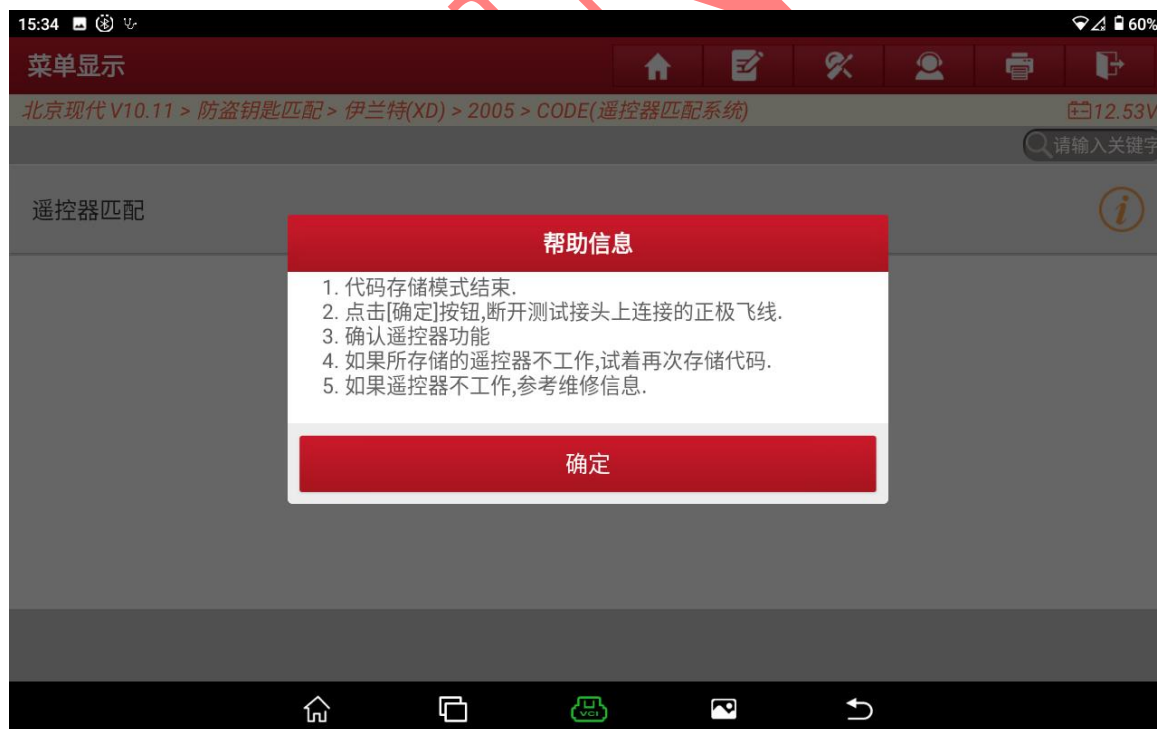 15:34
60%
菜单显示
北京现代 V10.11 > 防盗钥匙匹配 > 伊兰特(XD) > 2005 > CODE(遥控器匹配系统)
12.53V
请输入关键字
遥控器匹配
帮助信息
1. 代码存储模式结束.
2. 点击[确定]按钮,断开测试接头上连接的正极飞线.
3. 确认遥控器功能
4. 如果所存储的遥控器不工作,试着再次存储代码.
5. 如果遥控器不工作,参考维修信息.
确定
VCI